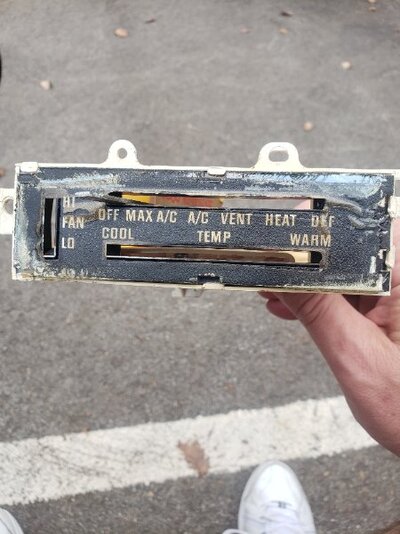 HI
OFF MAX A/C A/C VENT HEAT DEF
FAN
COOL TEMP WARM
LO